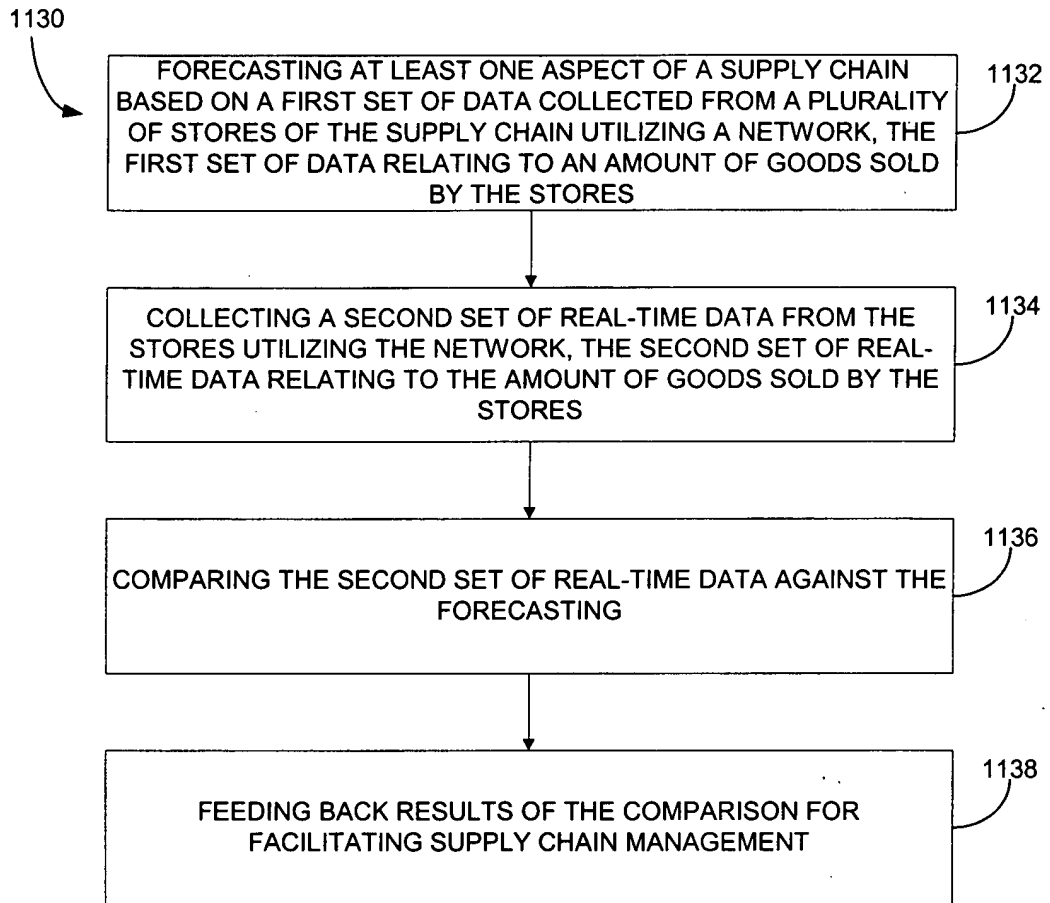 1130
FORECASTING AT LEAST ONE ASPECT OF A SUPPLY CHAIN
BASED ON A FIRST SET OF DATA COLLECTED FROM A PLURALITY
OF STORES OF THE SUPPLY CHAIN UTILIZING A NETWORK, THE
FIRST SET OF DATA RELATING TO AN AMOUNT OF GOODS SOLD
BY THE STORES
1132
COLLECTING A SECOND SET OF REAL-TIME DATA FROM THE
STORES UTILIZING THE NETWORK, THE SECOND SET OF REAL-
TIME DATA RELATING TO THE AMOUNT OF GOODS SOLD BY THE
STORES
1134
COMPARING THE SECOND SET OF REAL-TIME DATA AGAINST THE
FORECASTING
1136
FEEDING BACK RESULTS OF THE COMPARISON FOR
FACILITATING SUPPLY CHAIN MANAGEMENT
1138